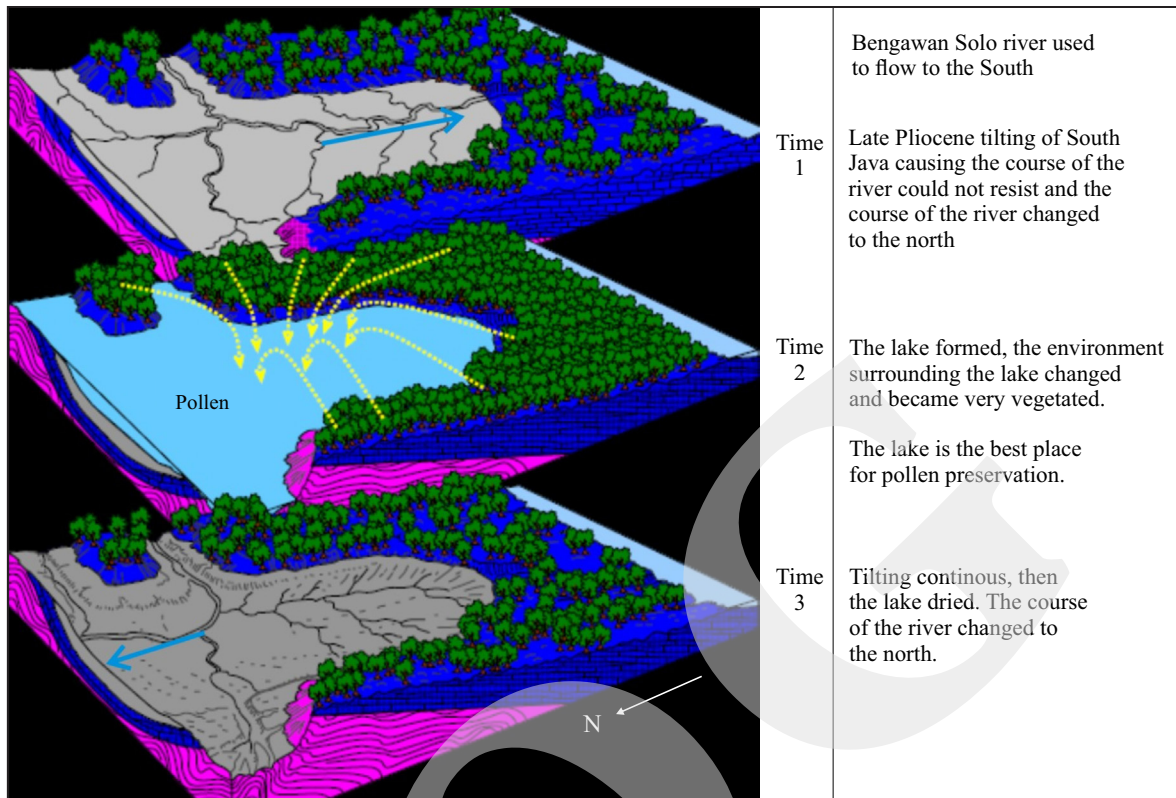 Bengawan Solo river used
to flow to the South
Time
1
Late Pliocene tilting of South
Java causing the course of the
river could not resist and the
course of the river changed
to the north
Pollen
Time
2
The lake formed, the environment
surrounding the lake changed
and became very vegetated.
The lake is the best place
for pollen preservation.
Time
3
Tilting continous, then
the lake dried. The course
of the river changed to
the north.
N